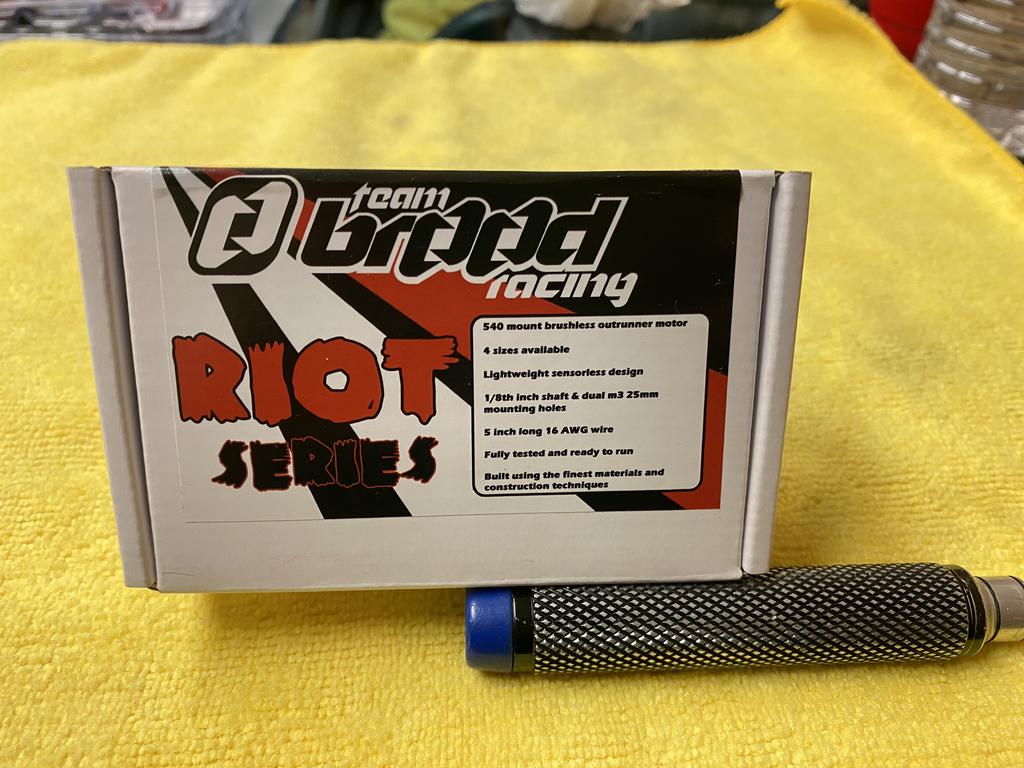 team
brood
racing
RIOT
SERIES
540 mount brushless outrunner motor
4 sizes available
Lightweight sensorless design
1/8th inch shaft & dual m3 25mm
mounting holes
5 inch long 16 AWG wire
Fully tested and ready to run
Built using the finest materials and
construction techniques